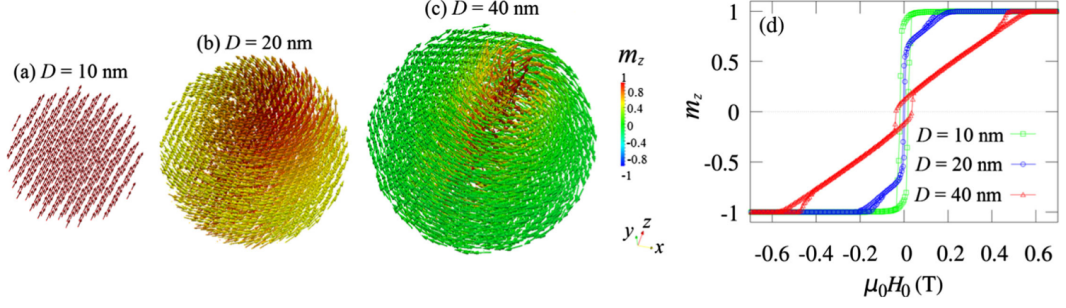 (a) D = 10 nm
(b) D = 20 nm
(c) D = 40 nm
m_z
1
0.8
0.4
0
-0.4
-0.8
-1
y z x
(d)
m_z
1
0.5
0
-0.5
-1
D = 10 nm
D = 20 nm
D = 40 nm
-0.6 -0.4 -0.2 0 0.2 0.4 0.6
μ₀H₀ (T)